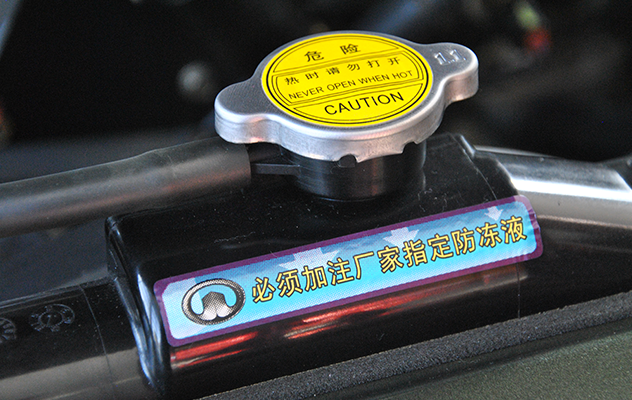 危险
热时请勿打开
NEVER OPEN WHEN HOT
CAUTION
1.1
必须加注厂家指定防冻液